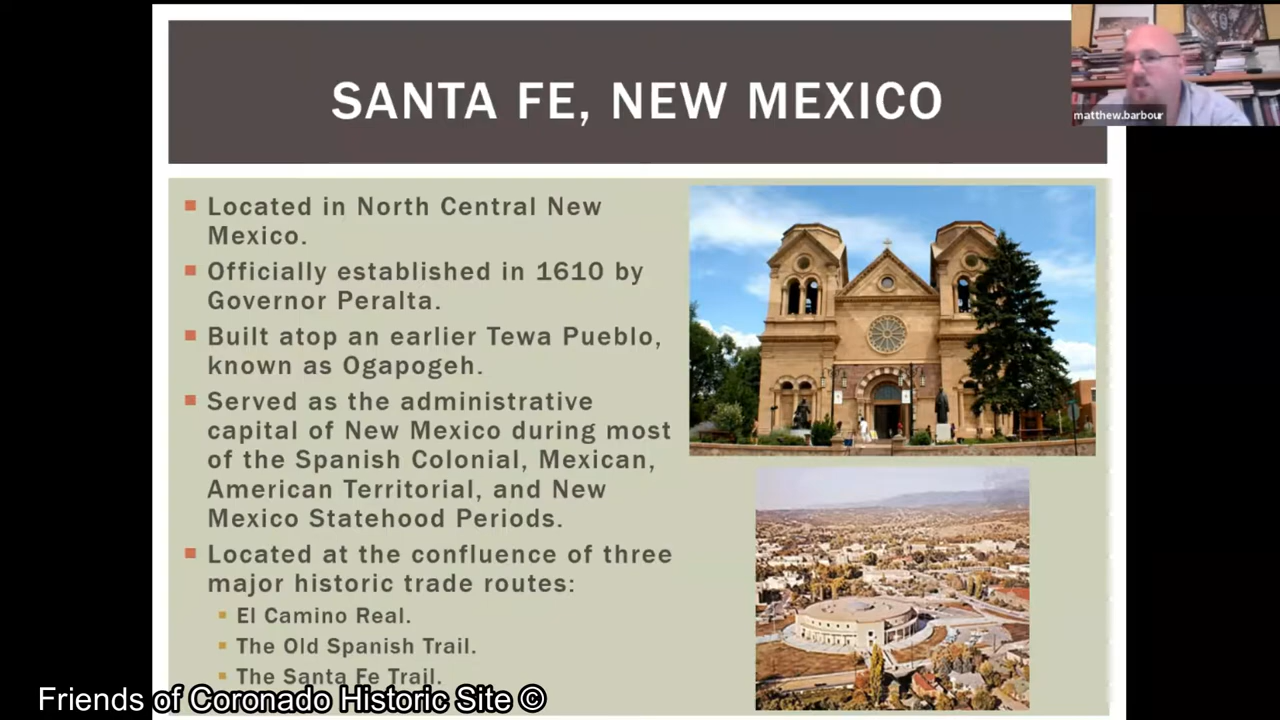 SANTA FE, NEW MEXICO
matthew.barbour
Located in North Central New
Mexico.
Officially established in 1610 by
Governor Peralta.
Built atop an earlier Tewa Pueblo,
known as Ogapogeh.
Served as the administrative
capital of New Mexico during most
of the Spanish Colonial, Mexican,
American Territorial, and New
Mexico Statehood Periods.
Located at the confluence of three
major historic trade routes:
El Camino Real.
The Old Spanish Trail.
The Santa Fe Trail.
Friends of Coronado Historic Site ©